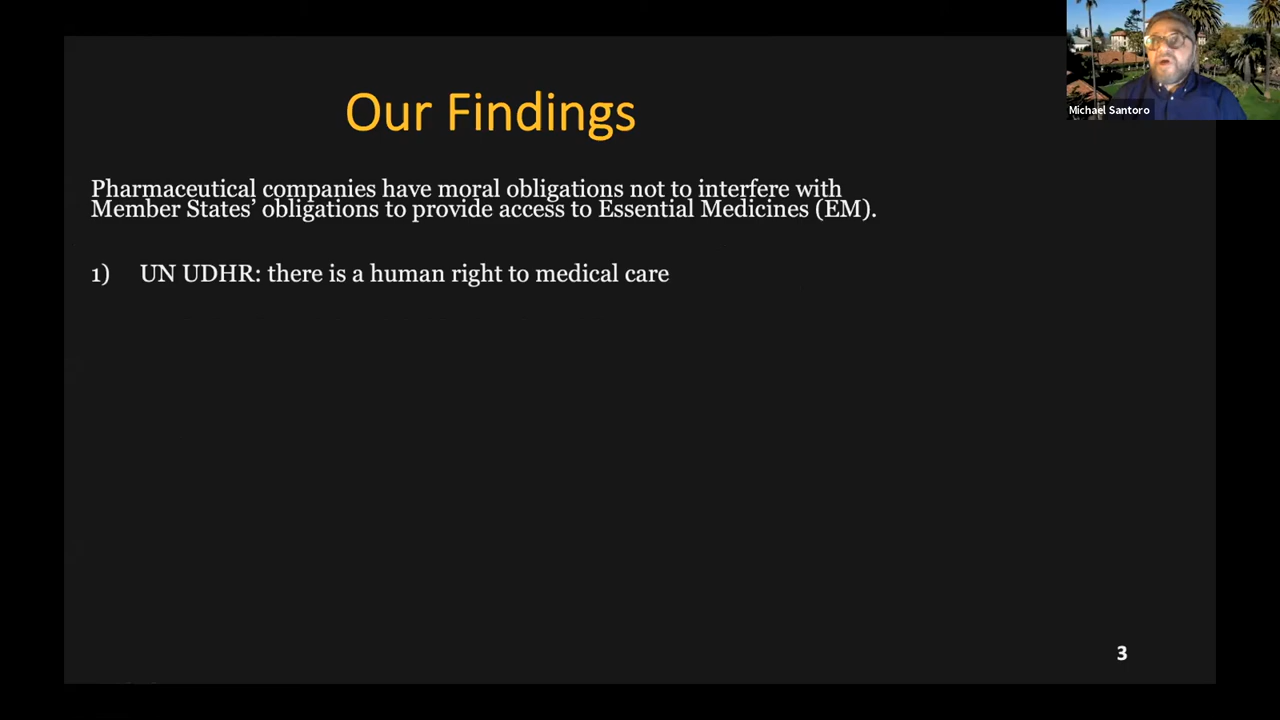 Michael Santoro
Our Findings
Pharmaceutical companies have moral obligations not to interfere with
Member States’ obligations to provide access to Essential Medicines (EM).
1) UN UDHR: there is a human right to medical care
3